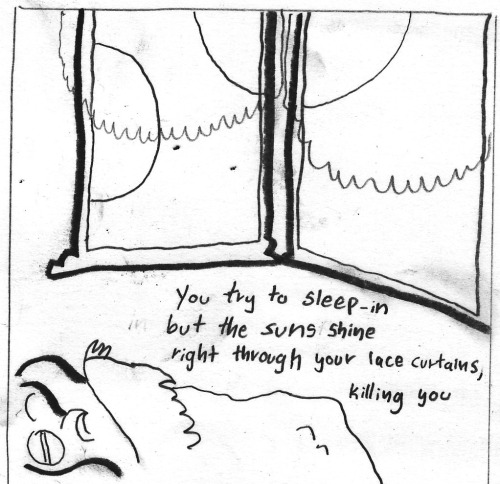 You try to sleep-in
but the suns shine
right through your lace curtains,
killing you